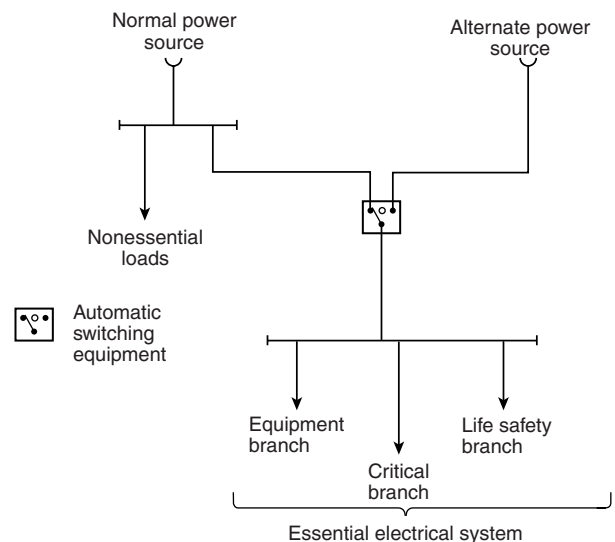 Normal power
source
Alternate power
source
Nonessential
loads
Automatic
switching
equipment
Equipment
branch
Life safety
branch
Critical
branch
Essential electrical system